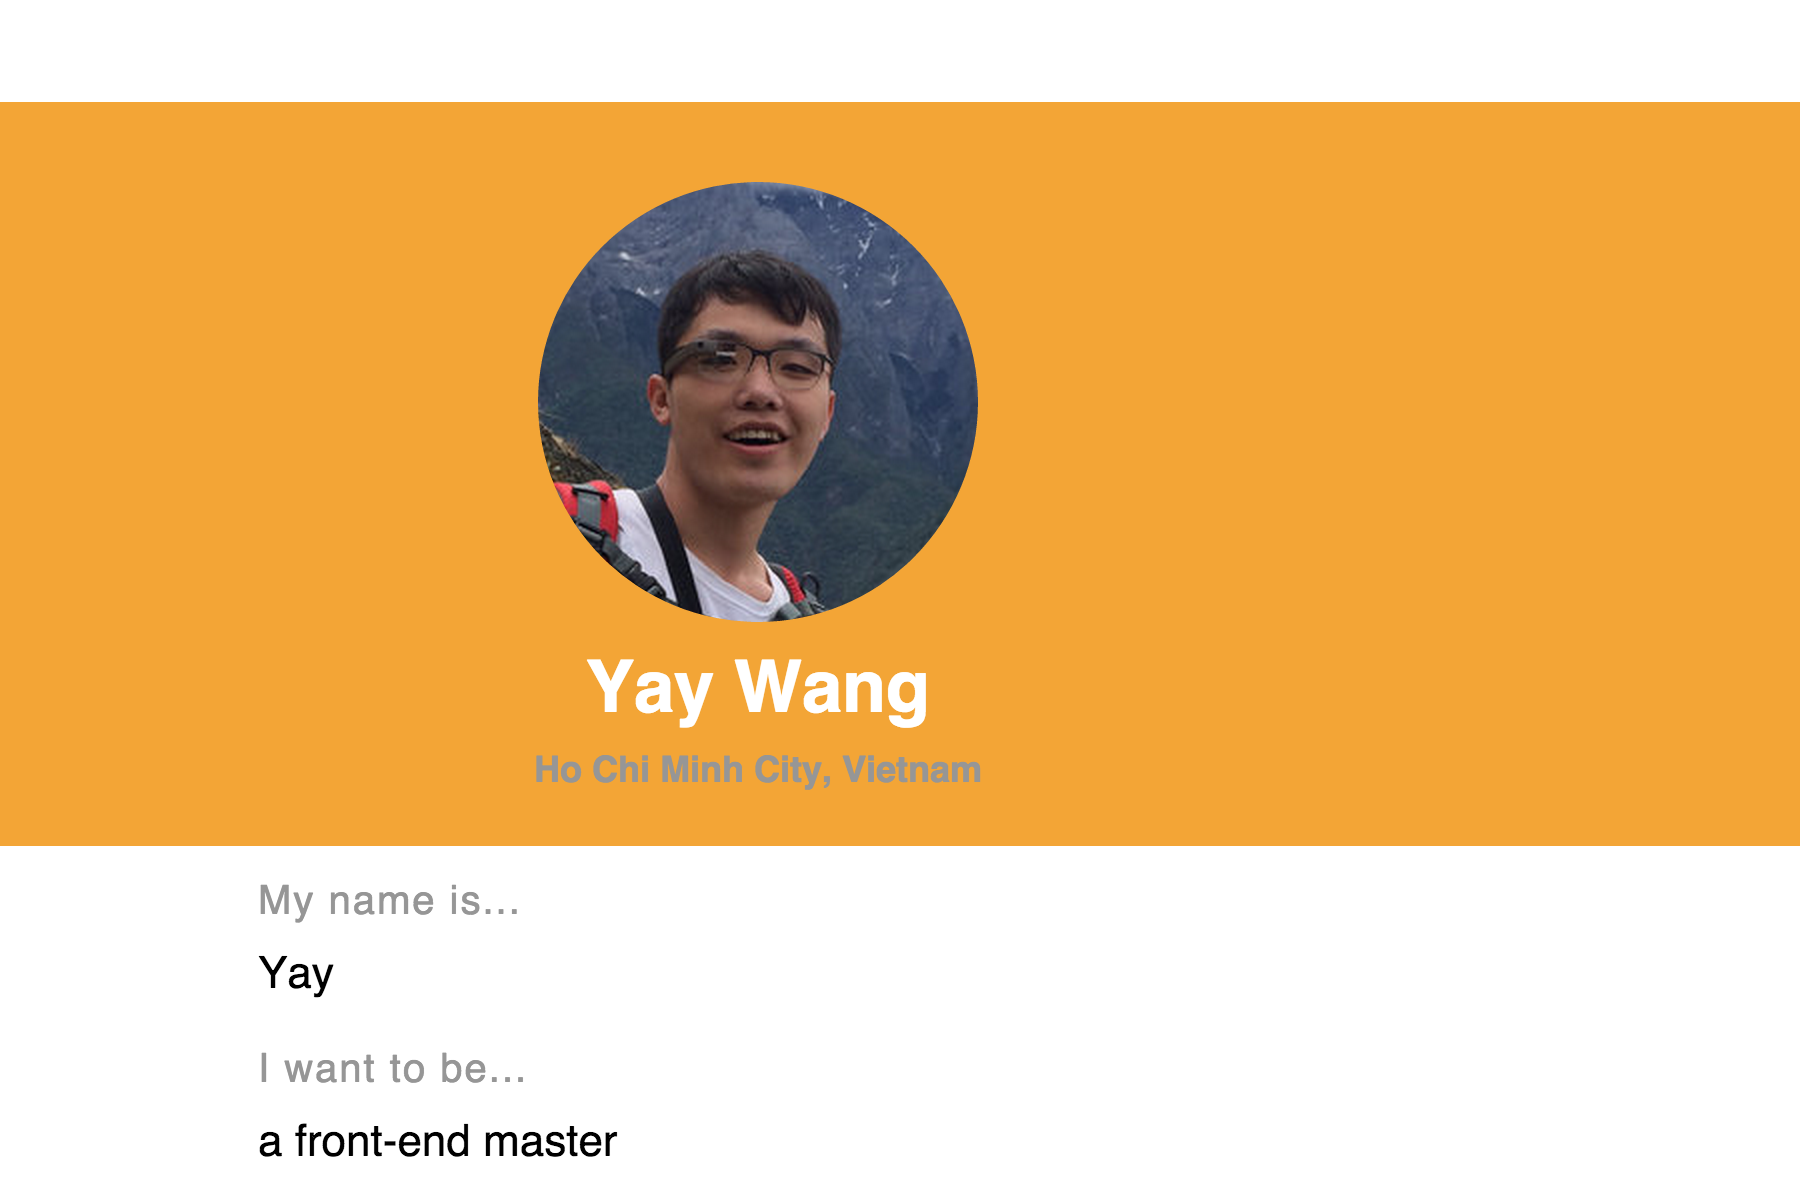 Yay Wang
Ho Chi Minh City, Vietnam
My name is...
Yay
I want to be...
a front-end master